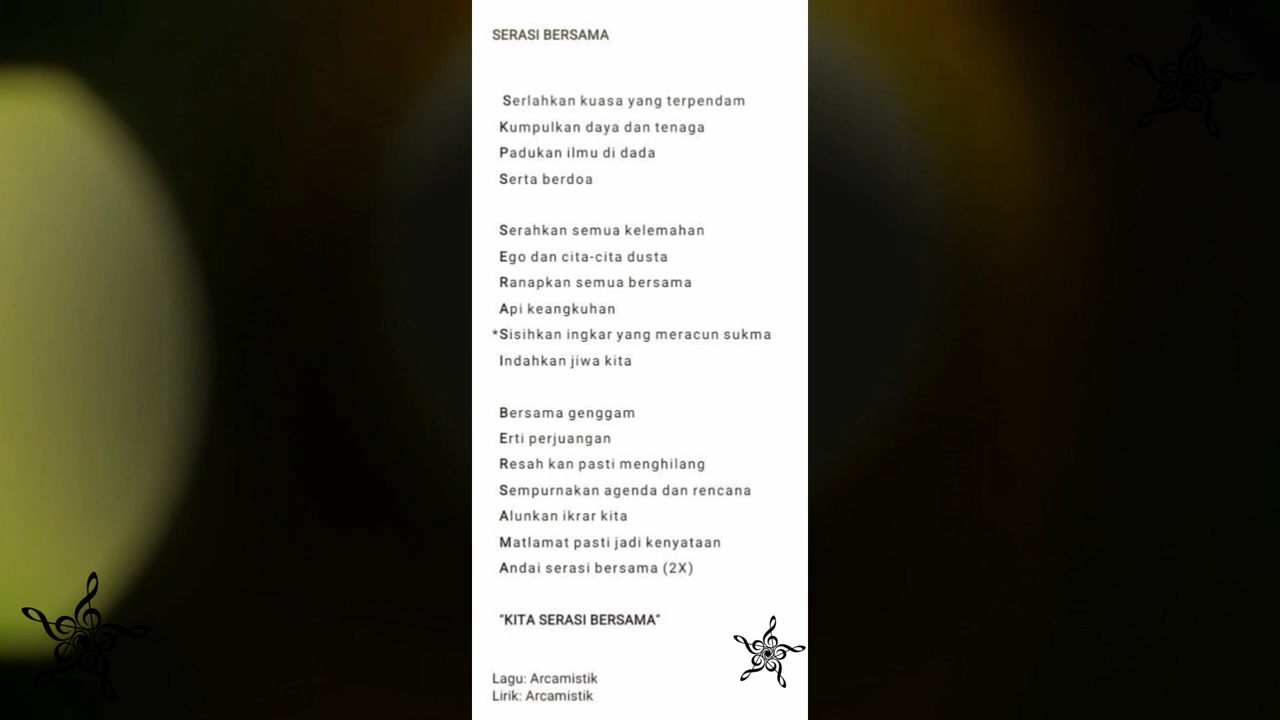 SERASI BERSAMA
Serlahkan kuasa yang terpendam
Kumpulkan daya dan tenaga
Padukan ilmu di dada
Serta berdoa
Serahkan semua kelemahan
Ego dan cita-cita dusta
Ranapkan semua bersama
Api keangkuhan
*Sisihkan ingkar yang meracun sukma
Indahkan jiwa kita
Bersama genggam
Erti perjuangan
Resah kan pasti menghilang
Sempurnakan agenda dan rencana
Alunkan ikrar kita
Matlamat pasti jadi kenyataan
Andai serasi bersama (2X)
"KITA SERASI BERSAMA"
Lagu: Arcamistik
Lirik: Arcamistik